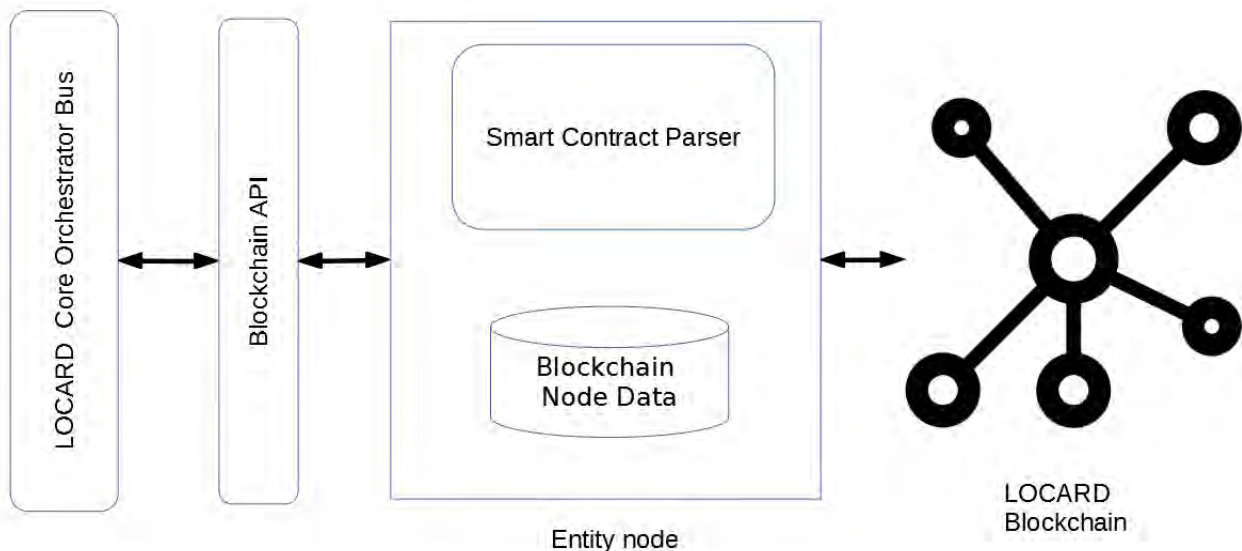 LOCARD Core Orchestrator Bus
Blockchain API
Smart Contract Parser
Blockchain
Node Data
Entity node
LOCARD
Blockchain